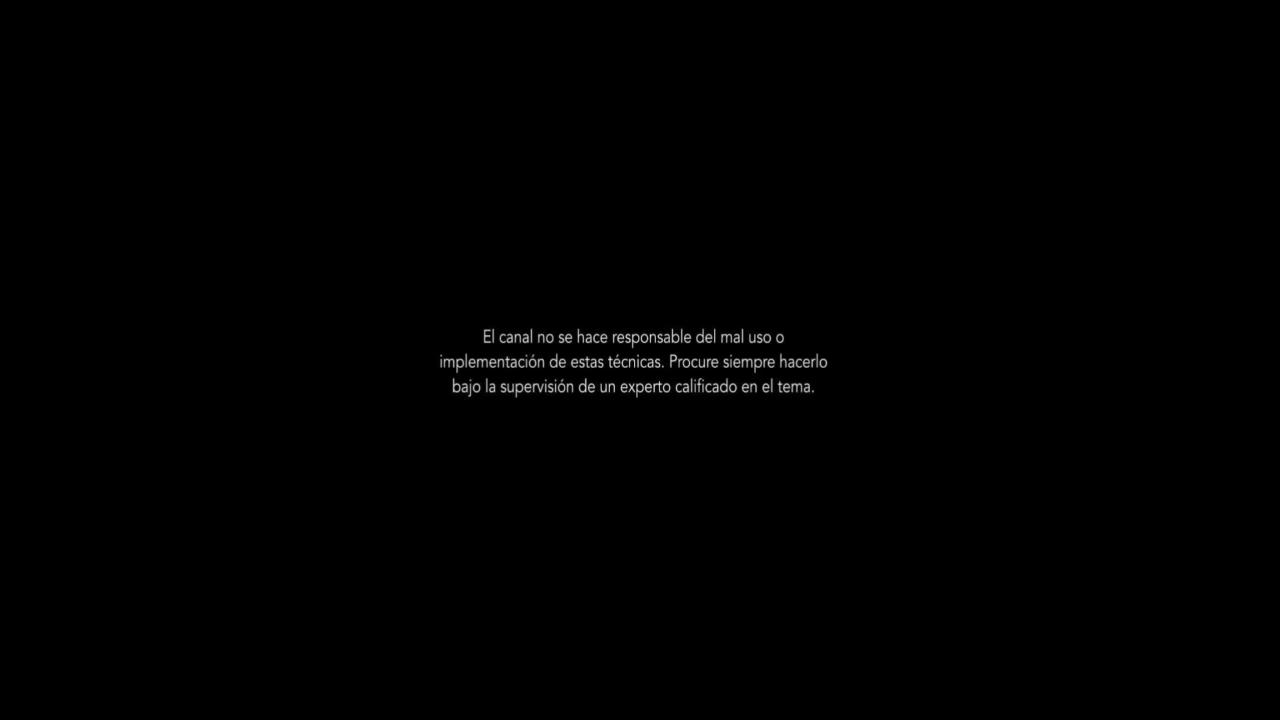 El canal no se hace responsable del mal uso o
implementación de estas técnicas. Procure siempre hacerlo
bajo la supervisión de un experto calificado en el tema.